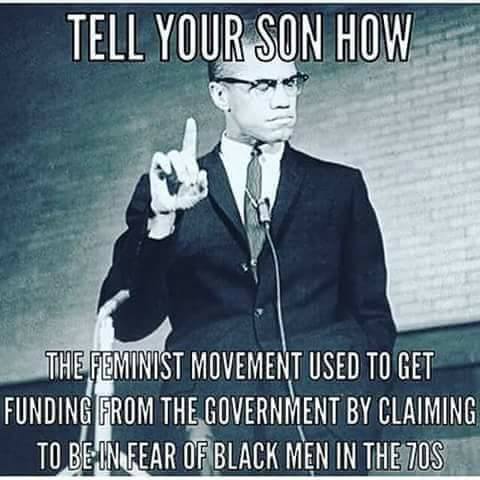 TELL YOUR SON HOW
THE FEMINIST MOVEMENT USED TO GET
FUNDING FROM THE GOVERNMENT BY CLAIMING
TO BE IN FEAR OF BLACK MEN IN THE 70S